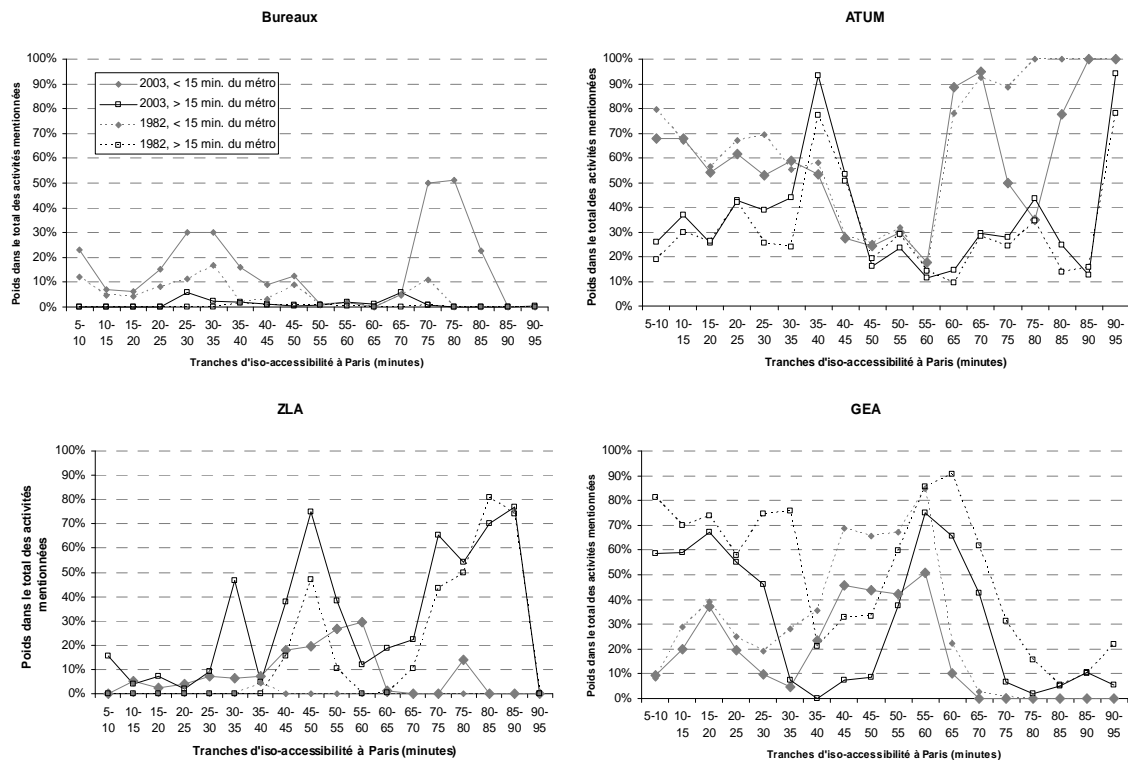 Bureaux
Poids dans le total des activités mentionnées
100%
90%
80%
70%
60%
50%
40%
30%
20%
10%
0%
2003, < 15 min. du métro
2003, > 15 min. du métro
1982, < 15 min. du métro
1982, > 15 min. du métro
5- 10- 15- 20- 25- 30- 35- 40- 45- 50- 55- 60- 65- 70- 75- 80- 85- 90-
10 15 20 25 30 35 40 45 50 55 60 65 70 75 80 85 90 95
Tranches d'iso-accessibilité à Paris (minutes)
ATUM
Poids dans le total des activités mentionnées
100%
90%
80%
70%
60%
50%
40%
30%
20%
10%
0%
5-10 10- 15- 20- 25- 30- 35- 40- 45- 50- 55- 60- 65- 70- 75- 80- 85- 90-
15 20 25 30 35 40 45 50 55 60 65 70 75 80 85 90 95
Tranches d'iso-accessibilité à Paris (minutes)
ZLA
Poids dans le total des activités
mentionnées
100%
90%
80%
70%
60%
50%
40%
30%
20%
10%
0%
5- 10- 15- 20- 25- 30- 35- 40- 45- 50- 55- 60- 65- 70- 75- 80- 85- 90-
10 15 20 25 30 35 40 45 50 55 60 65 70 75 80 85 90 95
Tranches d'iso-accessibilité à Paris (minutes)
GEA
Poids dans le total des activités mentionnées
100%
90%
80%
70%
60%
50%
40%
30%
20%
10%
0%
5-10 10- 15- 20- 25- 30- 35- 40- 45- 50- 55- 60- 65- 70- 75- 80- 85- 90-
15 20 25 30 35 40 45 50 55 60 65 70 75 80 85 90 95
Tranches d'iso-accessibilité à Paris (minutes)